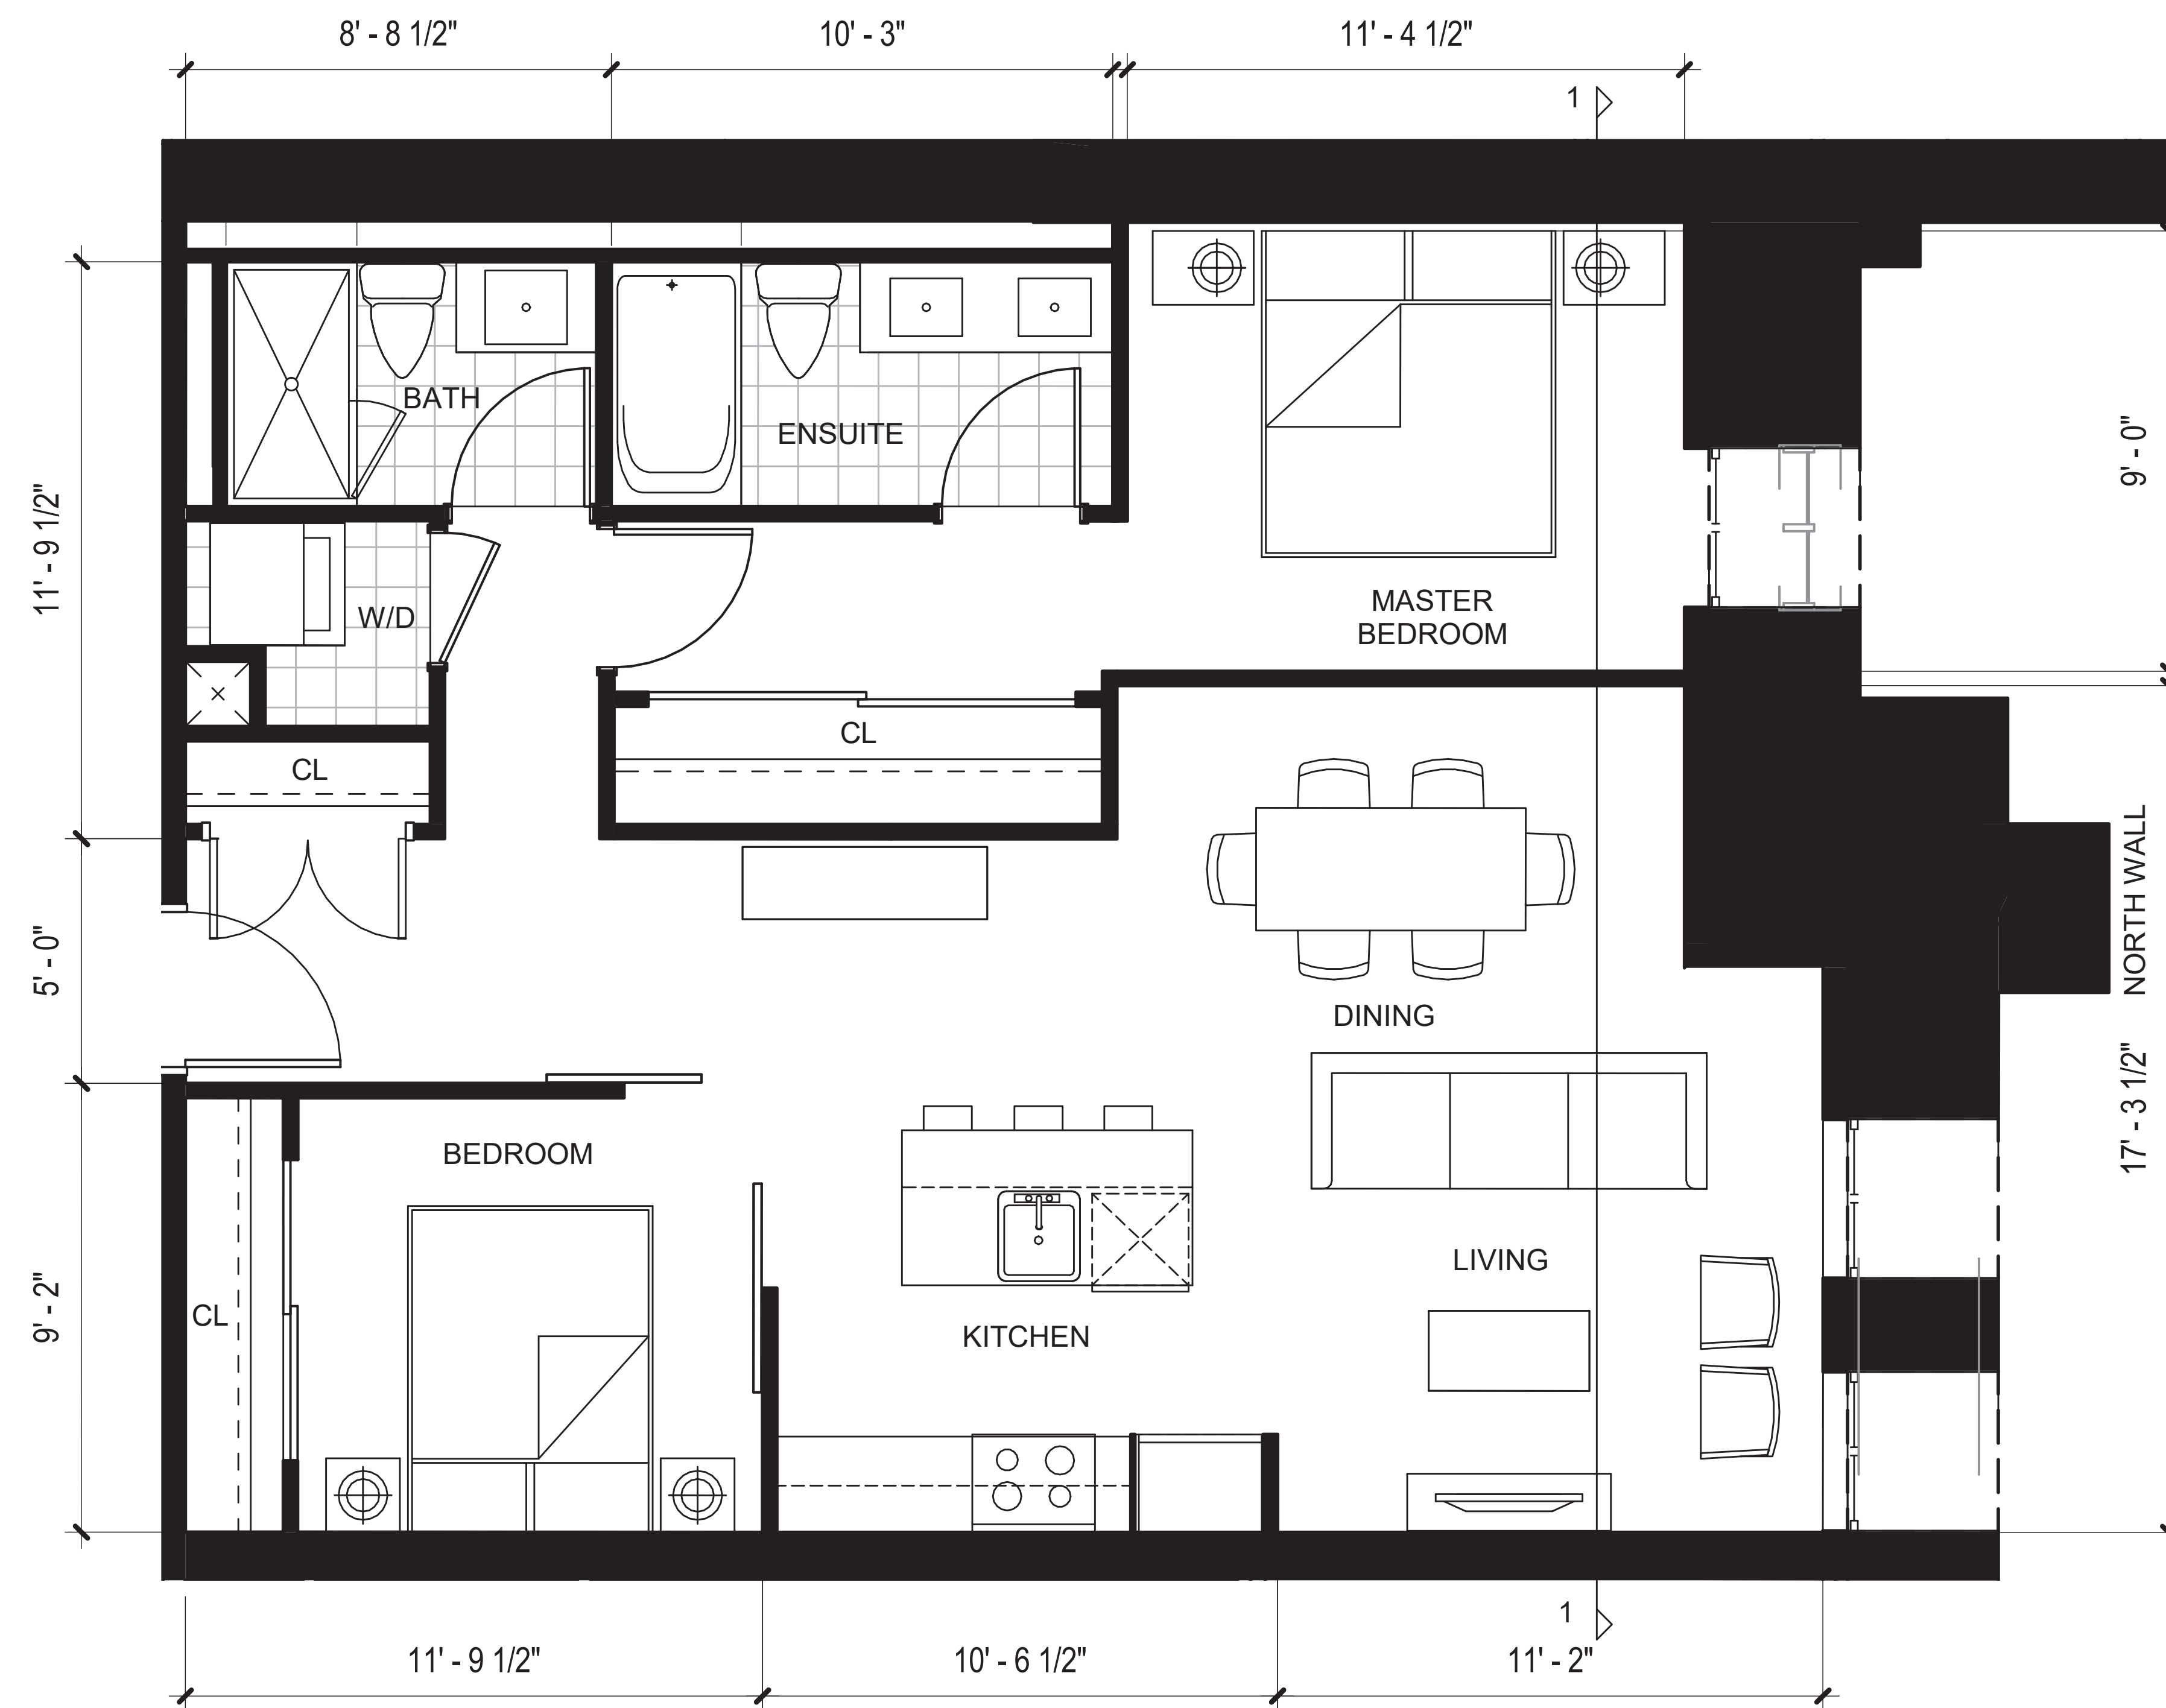 8' - 8 1/2"
10' - 3"
11' - 4 1/2"
1
BATH
ENSUITE
9' - 0"
11' - 9 1/2"
MASTER
BEDROOM
W/D
CL
CL
NORTH WALL
5' - 0"
DINING
17' - 3 1/2"
BEDROOM
LIVING
9' - 2"
CL
KITCHEN
1
11' - 9 1/2"
10' - 6 1/2"
11' - 2"